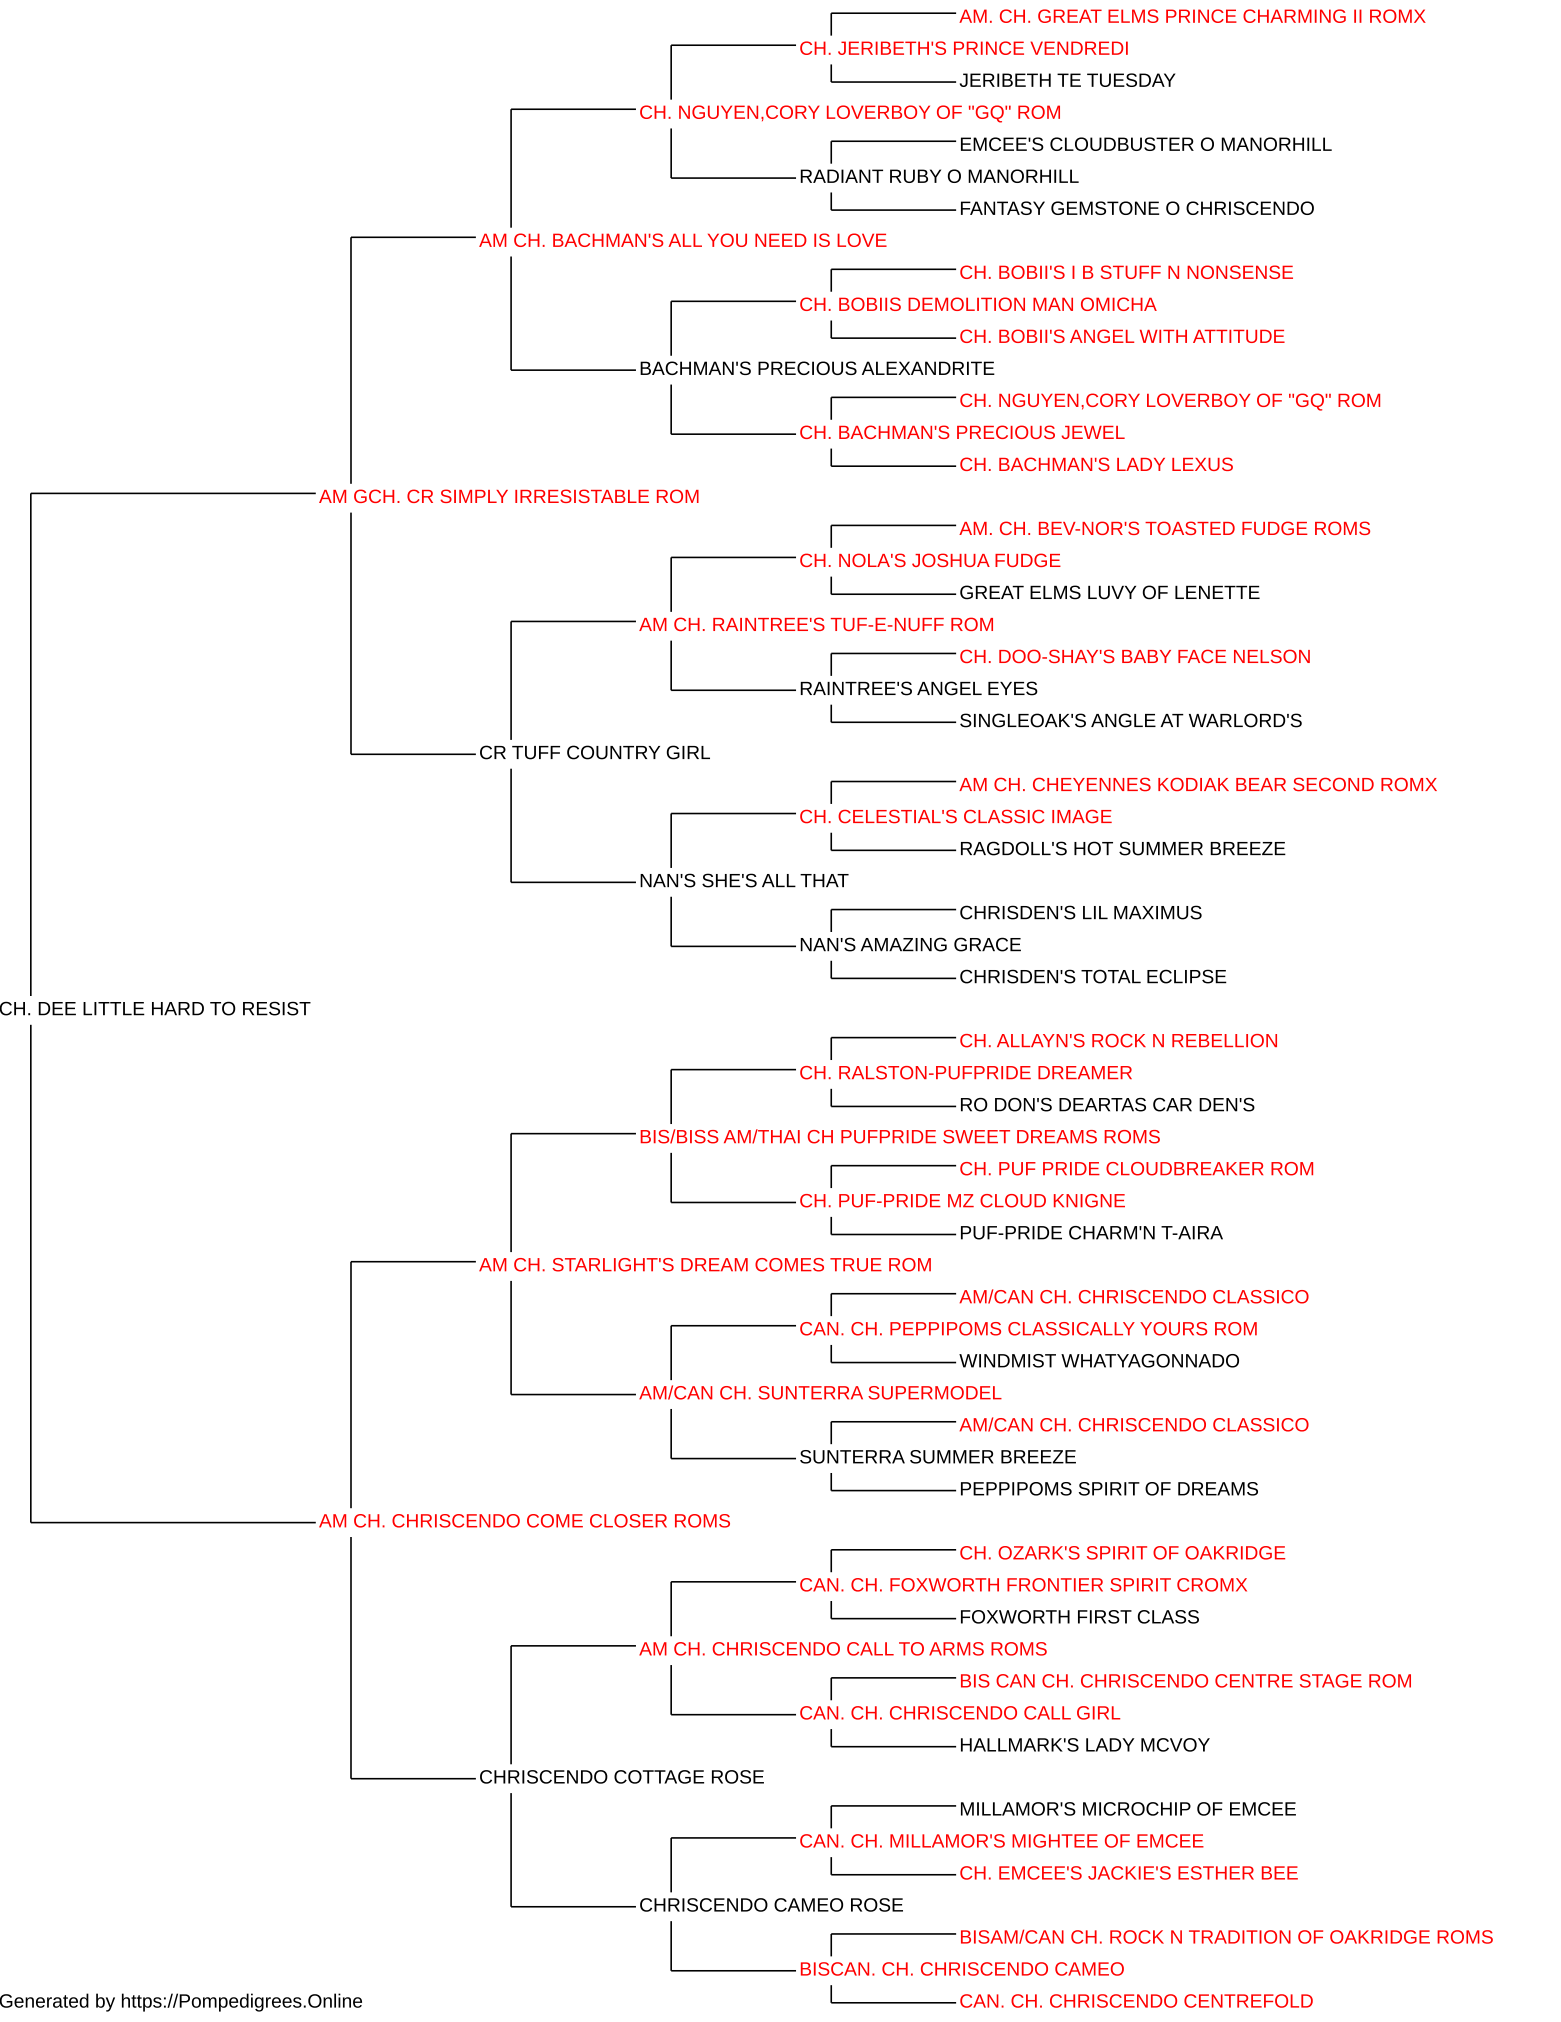 AM. CH. GREAT ELMS PRINCE CHARMING II ROMX
CH. JERIBETH'S PRINCE VENDREDI
JERIBETH TE TUESDAY
CH. NGUYEN,CORY LOVERBOY OF "GQ" ROM
EMCEE'S CLOUDBUSTER O MANORHILL
RADIANT RUBY O MANORHILL
FANTASY GEMSTONE O CHRISCENDO
AM CH. BACHMAN'S ALL YOU NEED IS LOVE
CH. BOBII'S I B STUFF N NONSENSE
CH. BOBIIS DEMOLITION MAN OMICHA
CH. BOBII'S ANGEL WITH ATTITUDE
BACHMAN'S PRECIOUS ALEXANDRITE
CH. NGUYEN,CORY LOVERBOY OF "GQ" ROM
CH. BACHMAN'S PRECIOUS JEWEL
CH. BACHMAN'S LADY LEXUS
AM GCH. CR SIMPLY IRRESISTABLE ROM
AM. CH. BEV-NOR'S TOASTED FUDGE ROMS
CH. NOLA'S JOSHUA FUDGE
GREAT ELMS LUVY OF LENETTE
AM CH. RAINTREE'S TUF-E-NUFF ROM
CH. DOO-SHAY'S BABY FACE NELSON
RAINTREE'S ANGEL EYES
SINGLEOAK'S ANGLE AT WARLORD'S
CR TUFF COUNTRY GIRL
AM CH. CHEYENNES KODIAK BEAR SECOND ROMX
CH. CELESTIAL'S CLASSIC IMAGE
RAGDOLL'S HOT SUMMER BREEZE
NAN'S SHE'S ALL THAT
CHRISDEN'S LIL MAXIMUS
NAN'S AMAZING GRACE
CHRISDEN'S TOTAL ECLIPSE
CH. DEE LITTLE HARD TO RESIST
CH. ALLAYN'S ROCK N REBELLION
CH. RALSTON-PUFPRIDE DREAMER
RO DON'S DEARTAS CAR DEN'S
BIS/BISS AM/THAI CH PUFPRIDE SWEET DREAMS ROMS
CH. PUF PRIDE CLOUDBREAKER ROM
CH. PUF-PRIDE MZ CLOUD KNIGNE
PUF-PRIDE CHARM'N T-AIRA
AM CH. STARLIGHT'S DREAM COMES TRUE ROM
AM/CAN CH. CHRISCENDO CLASSICO
CAN. CH. PEPPIPOMS CLASSICALLY YOURS ROM
WINDMIST WHATYAGONNADO
AM/CAN CH. SUNTERRA SUPERMODEL
AM/CAN CH. CHRISCENDO CLASSICO
SUNTERRA SUMMER BREEZE
PEPPIPOMS SPIRIT OF DREAMS
AM CH. CHRISCENDO COME CLOSER ROMS
CH. OZARK'S SPIRIT OF OAKRIDGE
CAN. CH. FOXWORTH FRONTIER SPIRIT CROMX
FOXWORTH FIRST CLASS
AM CH. CHRISCENDO CALL TO ARMS ROMS
BIS CAN CH. CHRISCENDO CENTRE STAGE ROM
CAN. CH. CHRISCENDO CALL GIRL
HALLMARK'S LADY MCVOY
CHRISCENDO COTTAGE ROSE
MILLAMOR'S MICROCHIP OF EMCEE
CAN. CH. MILLAMOR'S MIGHTEE OF EMCEE
CH. EMCEE'S JACKIE'S ESTHER BEE
CHRISCENDO CAMEO ROSE
BISAM/CAN CH. ROCK N TRADITION OF OAKRIDGE ROMS
BISCAN. CH. CHRISCENDO CAMEO
CAN. CH. CHRISCENDO CENTREFOLD
Generated by https://Pompedigrees.Online